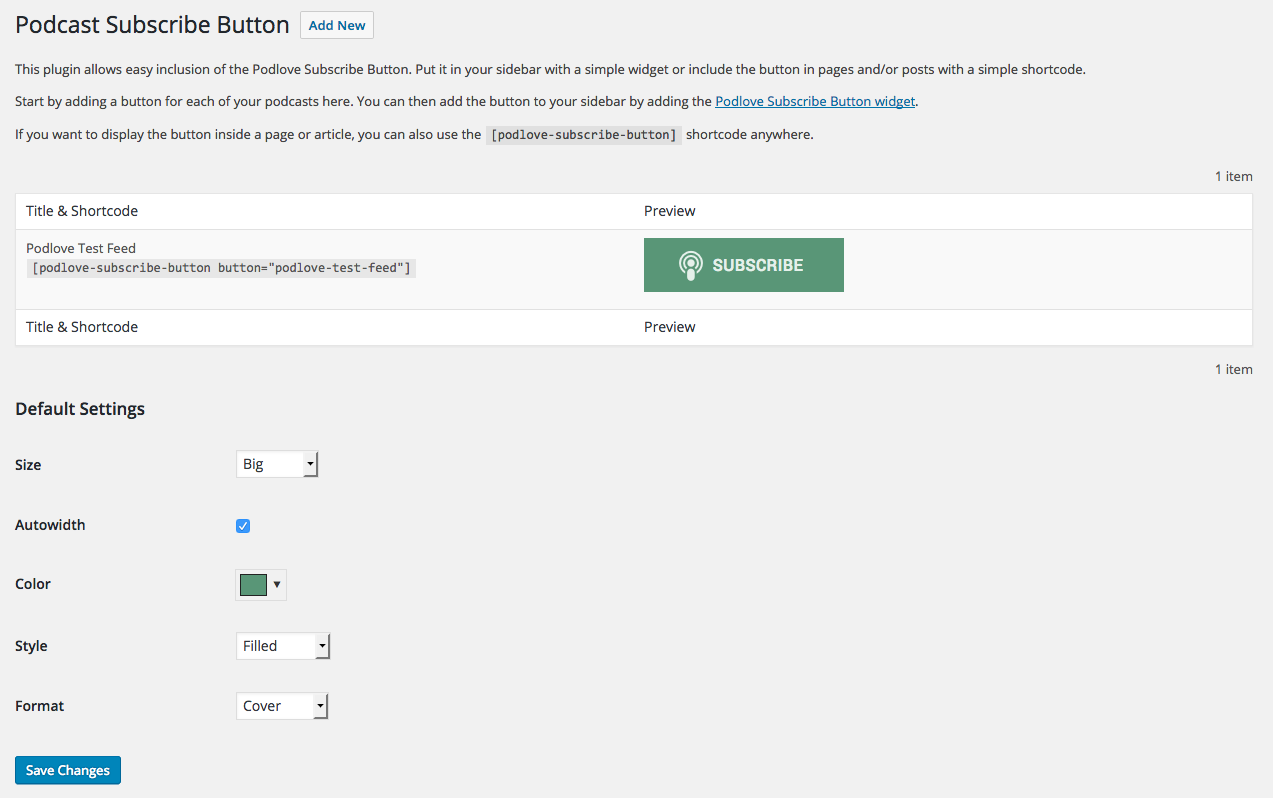 Podcast Subscribe Button Add New
This plugin allows easy inclusion of the Podlove Subscribe Button. Put it in your sidebar with a simple widget or include the button in pages and/or posts with a simple shortcode.
Start by adding a button for each of your podcasts here. You can then add the button to your sidebar by adding the Podlove Subscribe Button widget.
If you want to display the button inside a page or article, you can also use the [podlove-subscribe-button] shortcode anywhere.
1 item
Title & Shortcode Preview
Podlove Test Feed
[podlove-subscribe-button button="podlove-test-feed"] SUBSCRIBE
Title & Shortcode Preview
1 item
Default Settings
Size Big
Autowidth
Color
Style Filled
Format Cover
Save Changes